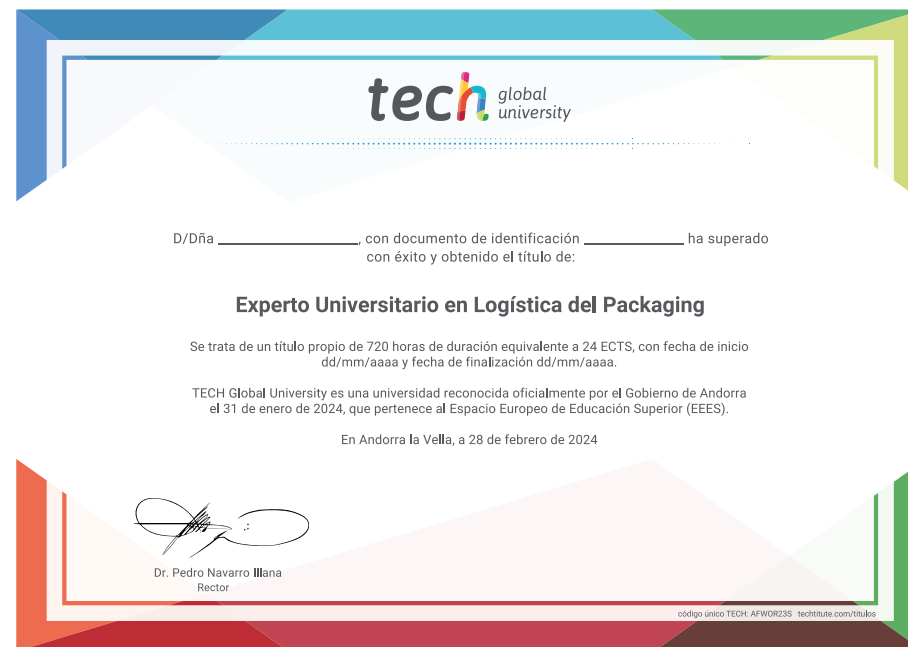 tech global
university
D/Dña ____________________, con documento de identificación ______________ ha superado
con éxito y obtenido el título de:
Experto Universitario en Logística del Packaging
Se trata de un título propio de 720 horas de duración equivalente a 24 ECTS, con fecha de inicio
dd/mm/aaaa y fecha de finalización dd/mm/aaaa.
TECH Global University es una universidad reconocida oficialmente por el Gobierno de Andorra
el 31 de enero de 2024, que pertenece al Espacio Europeo de Educación Superior (EEES).
En Andorra la Vella, a 28 de febrero de 2024
Dr. Pedro Navarro Illana
Rector
código único TECH: AFWOR23S techtitute.com/titulos